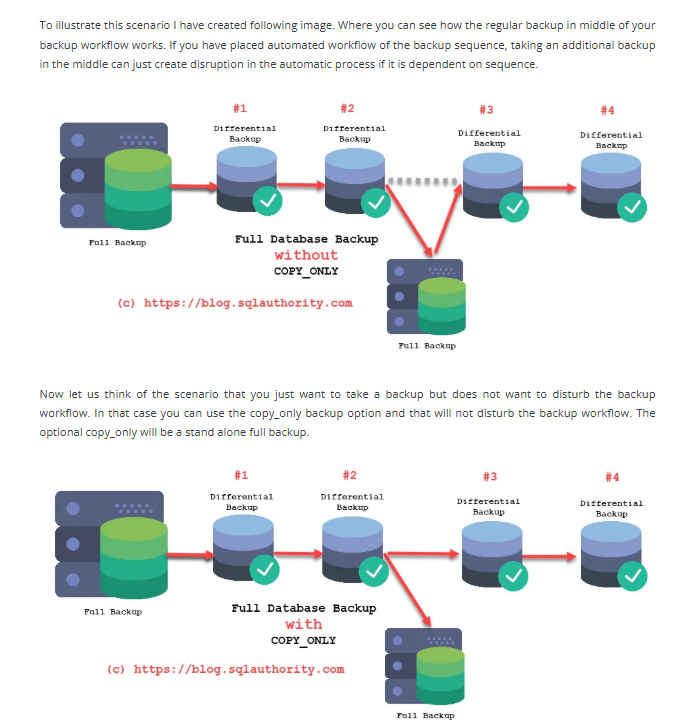 To illustrate this scenario I have created following image. Where you can see how the regular backup in middle of your
backup workflow works. If you have placed automated workflow of the backup sequence, taking an additional backup
in the middle can just create disruption in the automatic process if it is dependent on sequence.
#1
#2
#3
#4
Differential
Backup
Differential
Backup
Differential
Backup
Differential
Backup
Full Backup
Full Database Backup
without
COPY_ONLY
(c) https://blog.sqlauthority.com
Full Backup
Now let us think of the scenario that you just want to take a backup but does not want to disturb the backup
workflow. In that case you can use the copy_only backup option and that will not disturb the backup workflow. The
optional copy_only will be a stand alone full backup.
#1
#2
#3
#4
Differential
Backup
Differential
Backup
Differential
Backup
Differential
Backup
Full Backup
Full Database Backup
with
COPY_ONLY
(c) https://blog.sqlauthority.com
Full Backup